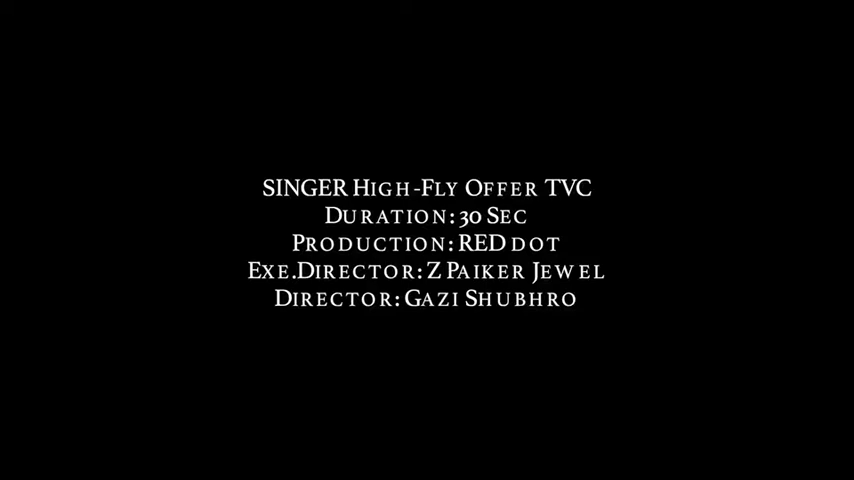 SINGER HIGH-FLY OFFER TVC
DURATION: 30 SEC
PRODUCTION: RED DOT
EXE.DIRECTOR: Z PAIKER JEWEL
DIRECTOR: GAZI SHUBHRO